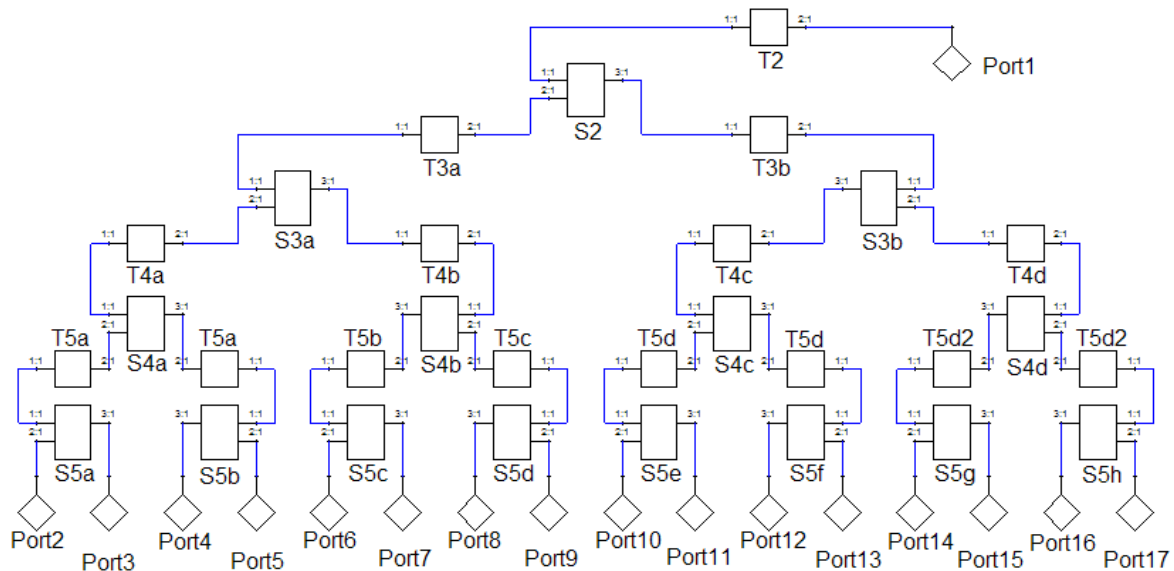 1:1 2:1
T2
Port1
1:1 3:1
2:1
S2
1:1 2:1 1:1 2:1
T3a T3b
1:1 3:1 3:1 1:1
2:1 2:1
S3a S3b
1:1 2:1 1:1 2:1 1:1 2:1 1:1 2:1
T4a T4b T4c T4d
1:1 3:1 3:1 1:1 1:1 3:1 3:1 1:1
2:1 2:1 2:1 2:1
T5a S4a T5a T5b S4b T5c T5d S4c T5d T5d2 S4d T5d2
1:1 2:1 1:1 2:1 1:1 2:1 1:1 2:1 1:1 2:1 1:1 2:1 1:1 2:1 1:1 2:1
1:1 3:1 3:1 1:1 1:1 3:1 3:1 1:1 1:1 3:1 3:1 1:1 1:1 3:1 3:1 1:1
2:1 2:1 2:1 2:1 2:1 2:1 2:1 2:1
S5a S5b S5c S5d S5e S5f S5g S5h
Port2 Port3 Port4 Port5 Port6 Port7 Port8 Port9 Port10 Port11 Port12 Port13 Port14 Port15 Port16 Port17